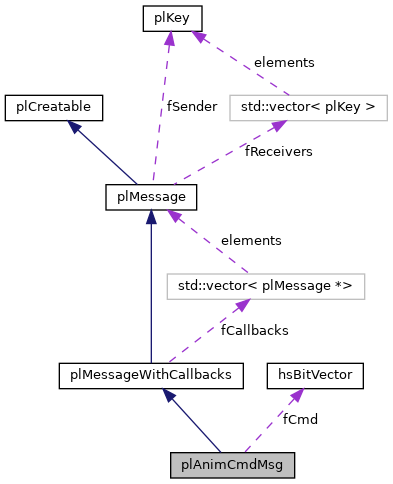 plKey
elements
plCreatable
fSender
std::vector< plKey >
fReceivers
plMessage
elements
std::vector< plMessage *>
fCallbacks
plMessageWithCallbacks
hsBitVector
fCmd
plAnimCmdMsg